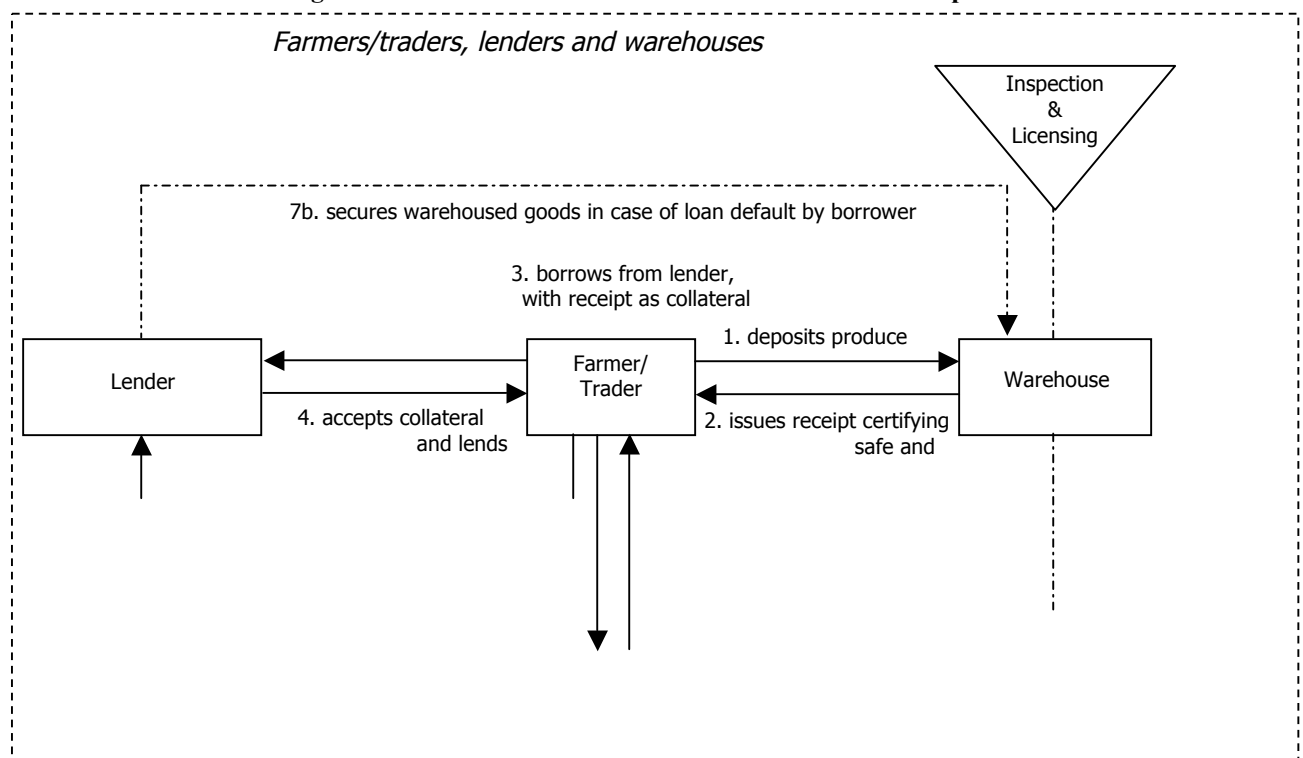 Farmers/traders, lenders and warehouses
Inspection
&
Licensing
7b. secures warehoused goods in case of loan default by borrower
3. borrows from lender,
with receipt as collateral
1. deposits produce
Lender
Farmer/
Trader
Warehouse
4. accepts collateral
and lends
2. issues receipt certifying
safe and